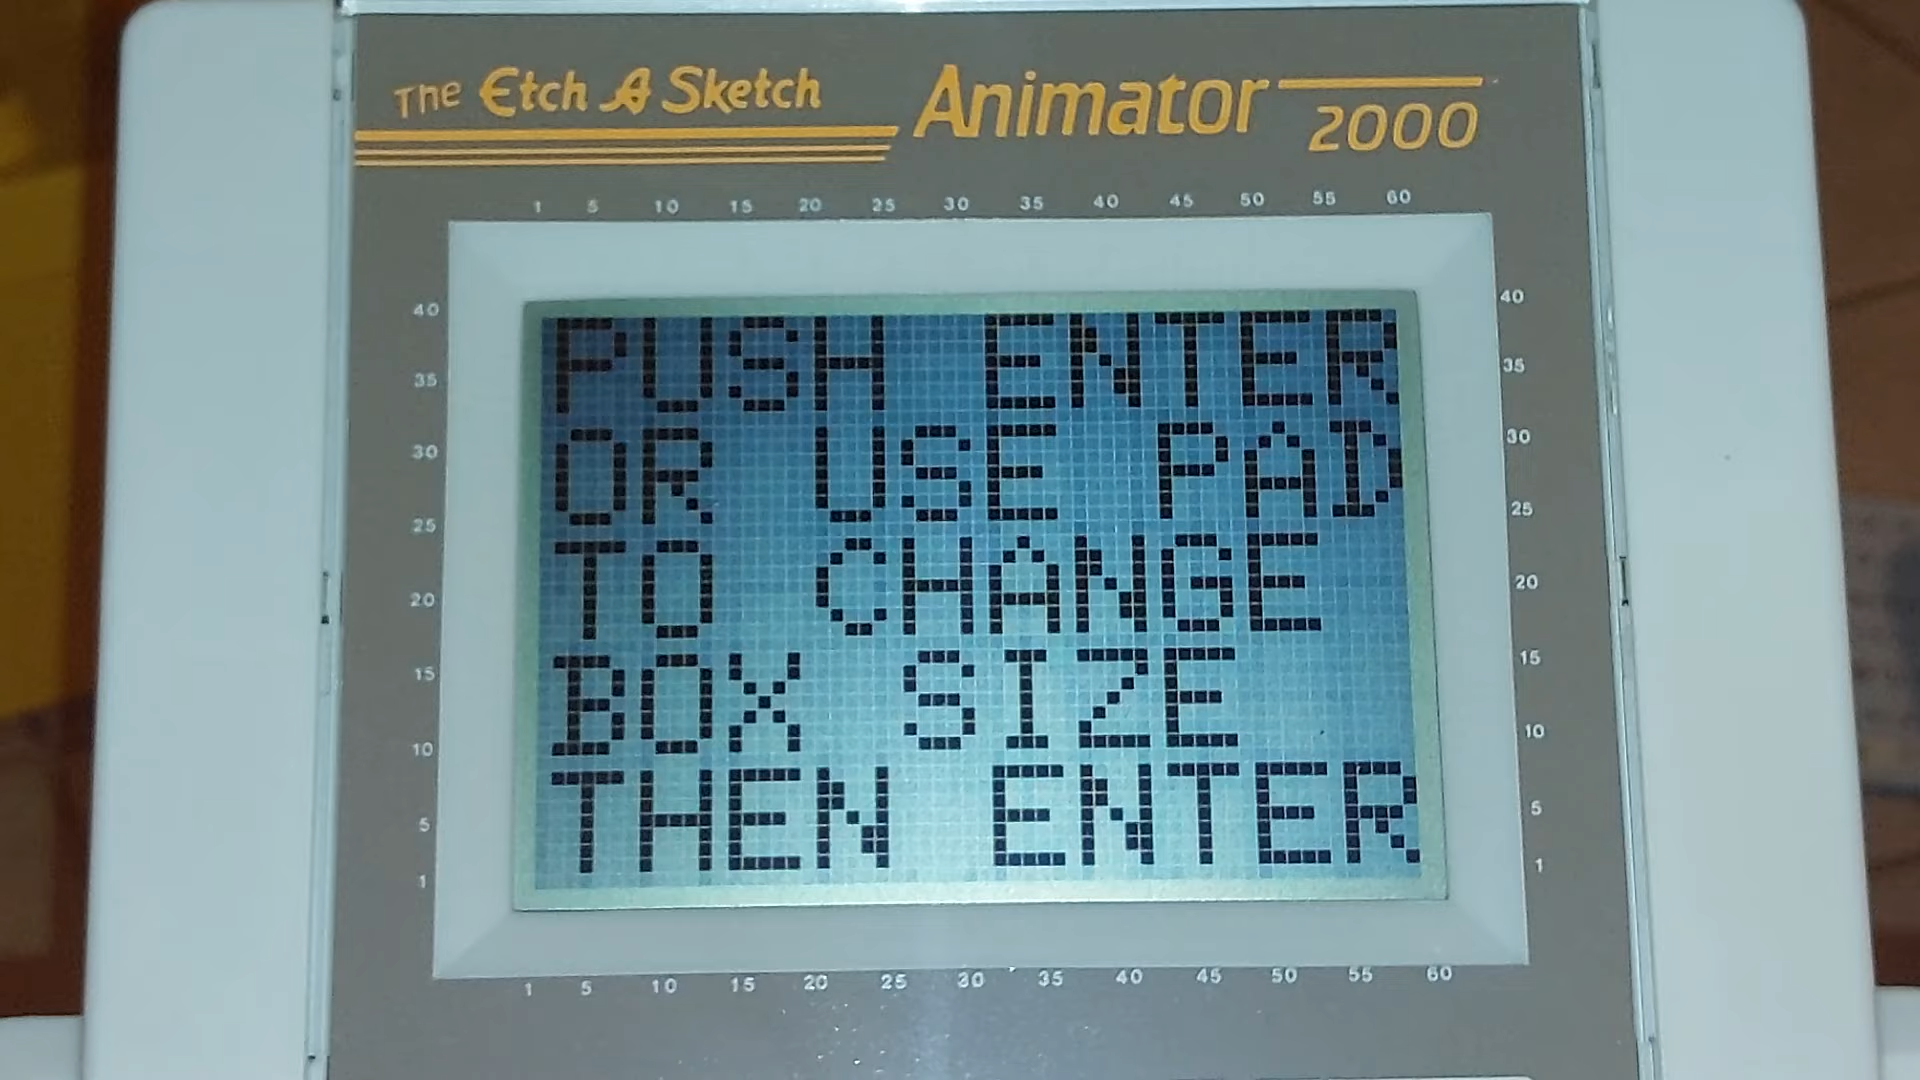 The Etch A Sketch Animator 2000
1 5 10 15 20 25 30 35 40 45 50 55 60
40 40
35 35
30 30
25 25
20 20
15 15
10 10
5 5
1 1
PUSH ENTER
OR USE PAD
TO CHANGE
BOX SIZE
THEN ENTER
1 5 10 15 20 25 30 35 40 45 50 55 60